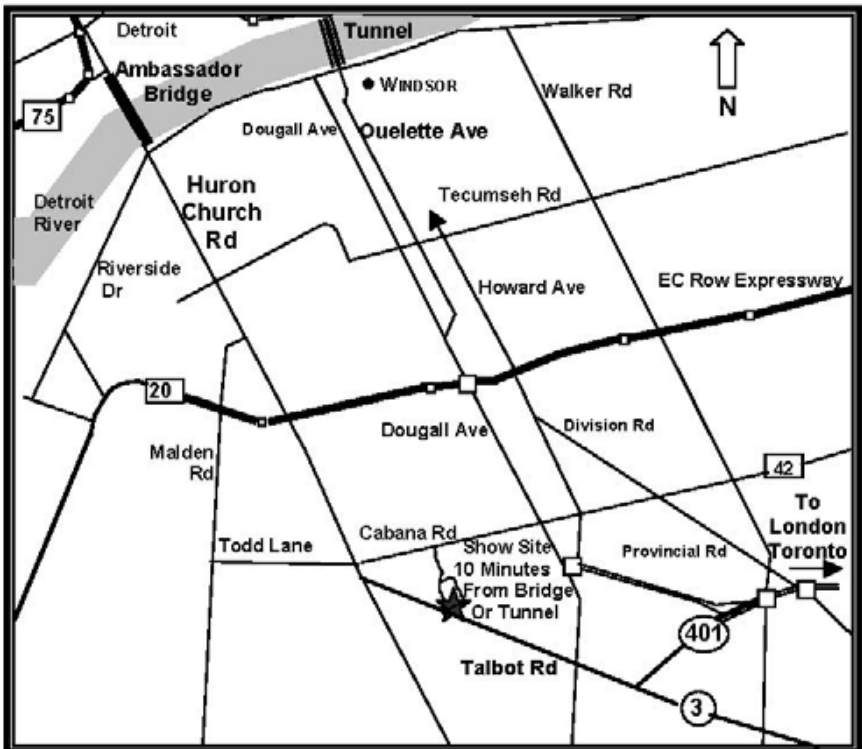 Detroit
Tunnel
Ambassador
Bridge
WINDSOR
Walker Rd
N
75
Dougall Ave
Ouelette Ave
Huron
Church
Rd
Tecumseh Rd
Detroit
River
Riverside
Dr
Howard Ave
EC Row Expressway
20
Dougall Ave
Division Rd
Malden
Rd
42
To
London
Toronto
Cabana Rd
Todd Lane
Show Site
10 Minutes
From Bridge
Or Tunnel
Provincial Rd
401
Talbot Rd
3